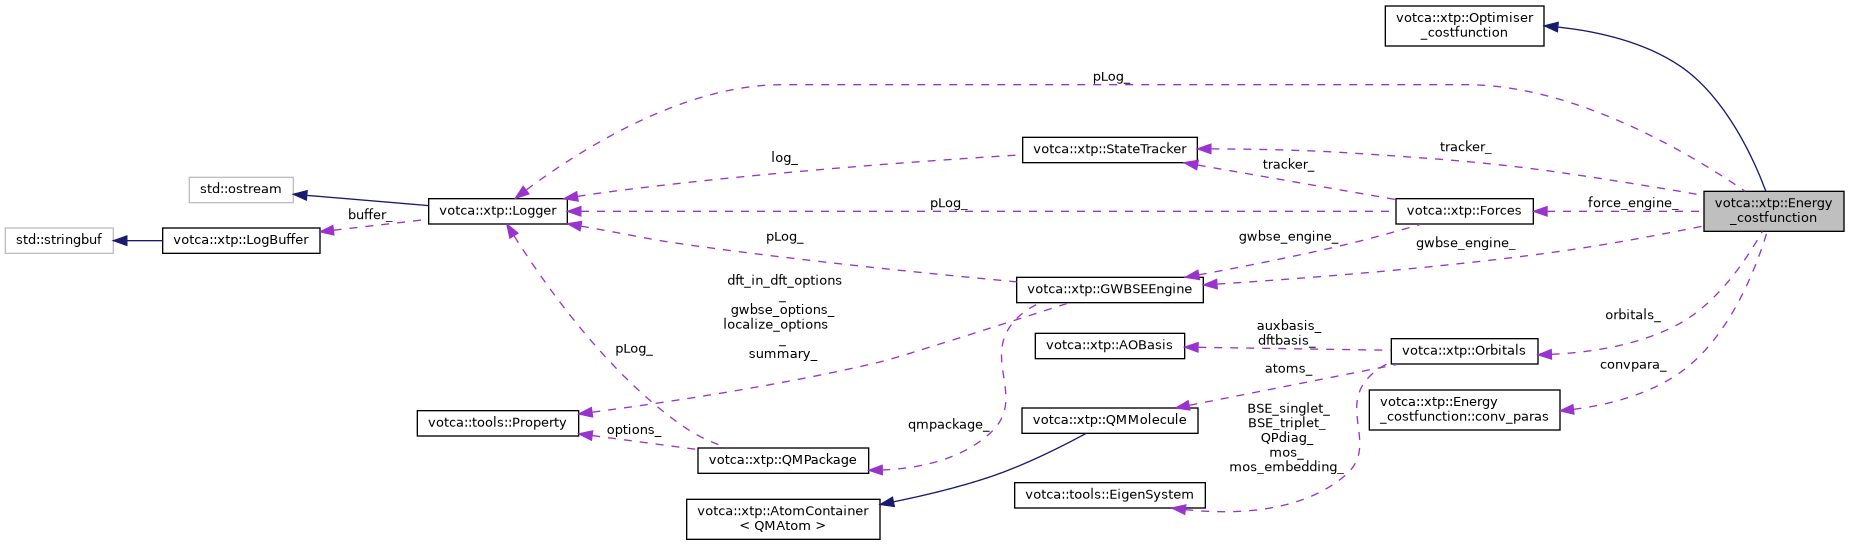 votca::xtp::Optimiser
_costfunction
pLog_
votca::xtp::StateTracker
tracker_
log_
tracker_
std::ostream
votca::xtp::Logger
pLog_
votca::xtp::Forces
force_engine_
votca::xtp::Energy
_costfunction
buffer_
std::stringbuf
votca::xtp::LogBuffer
pLog_
gwbse_engine_
gwbse_engine_
dft_in_dft_options
_
gwbse_options_
localize_options
_
summary_
votca::xtp::GWBSEEngine
orbitals_
auxbasis_
dftbasis_
votca::xtp::AOBasis
votca::xtp::Orbitals
pLog_
atoms_
convpara_
votca::xtp::Energy
_costfunction::conv_paras
votca::tools::Property
options_
qmpackage_
votca::xtp::QMMolecule
BSE_singlet_
BSE_triplet_
QPdiag_
mos_
mos_embedding_
votca::xtp::QMPackage
votca::tools::EigenSystem
votca::xtp::AtomContainer
< QMAtom >